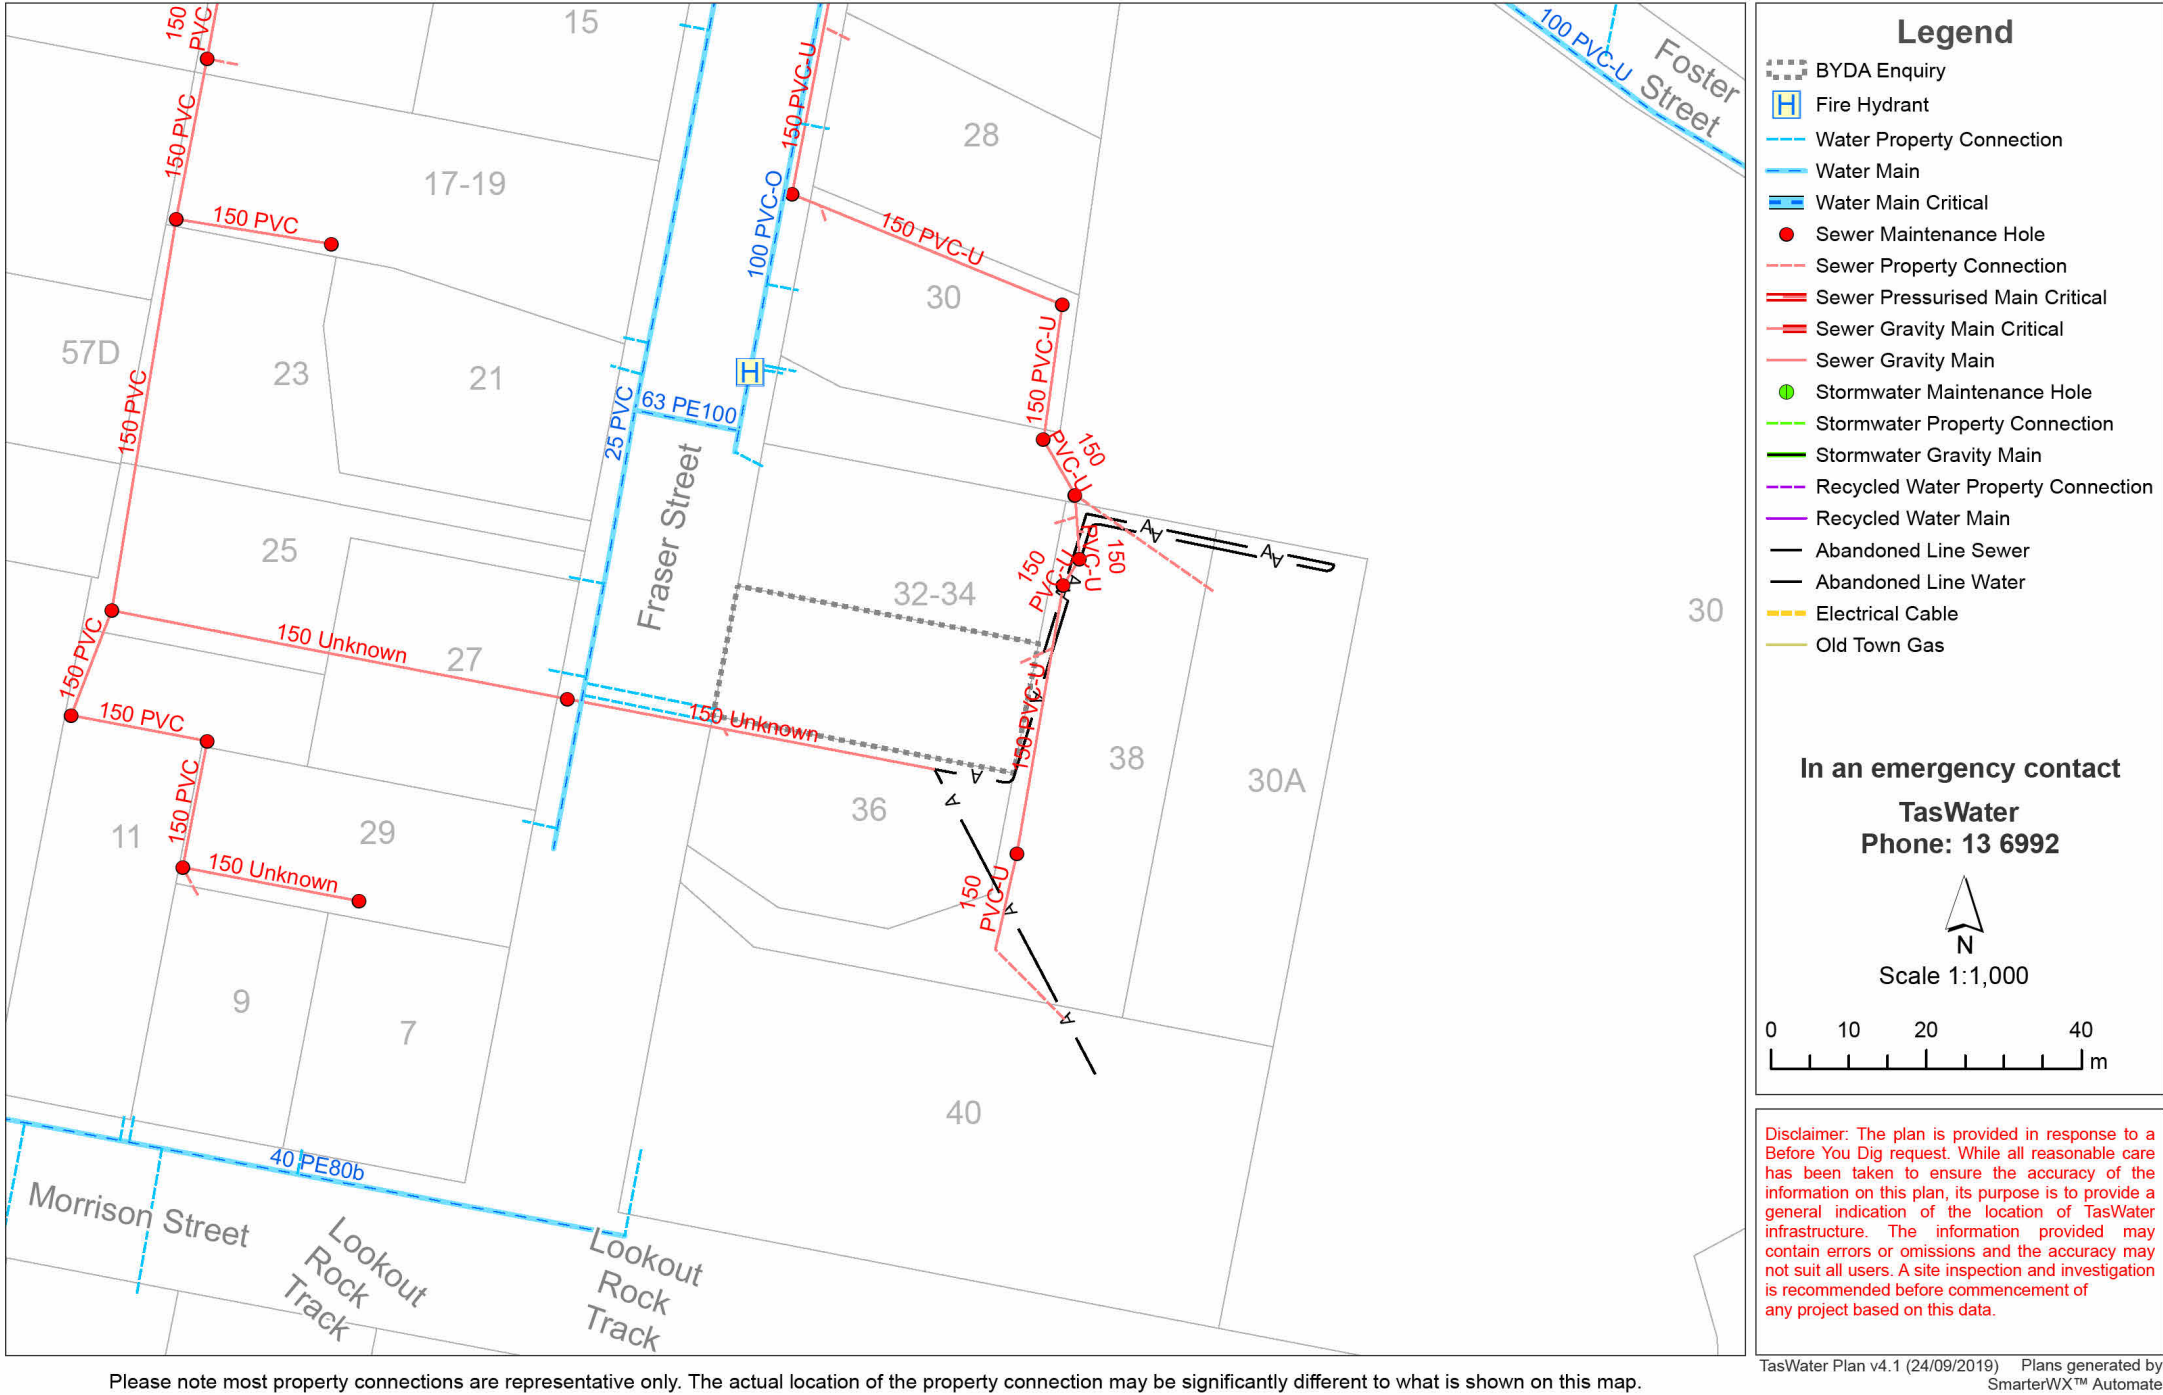 15
150
PVC
150 PVC-U
100 PVC-U
Foster
Street
150 PVC
28
17-19
100 PVC-O
150 PVC
150 PVC-U
30
57D
23
21
150 PVC
25 PVC
63 PE100
H
150 PVC-U
150
PVC-U
Fraser Street
25
32-34
A
A
A
A
150
PVC-U
150
PVC-U
A
30
150 Unknown
27
150 PVC
150 PVC
150 Unknown
150 PVC-U
A
A
A
38
30A
36
150 PVC
11
29
150 Unknown
150
PVC-U
A
9
7
A
40
40 PE80b
Morrison Street
Lookout
Rock
Track
Lookout
Rock
Track
Legend
BYDA Enquiry
H Fire Hydrant
Water Property Connection
Water Main
Water Main Critical
Sewer Maintenance Hole
Sewer Property Connection
Sewer Pressurised Main Critical
Sewer Gravity Main Critical
Sewer Gravity Main
Stormwater Maintenance Hole
Stormwater Property Connection
Stormwater Gravity Main
Recycled Water Property Connection
Recycled Water Main
Abandoned Line Sewer
Abandoned Line Water
Electrical Cable
Old Town Gas
In an emergency contact
TasWater
Phone: 13 6992
N
Scale 1:1,000
0 10 20 40
m
Disclaimer: The plan is provided in response to a
Before You Dig request. While all reasonable care
has been taken to ensure the accuracy of the
information on this plan, its purpose is to provide a
general indication of the location of TasWater
infrastructure. The information provided may
contain errors or omissions and the accuracy may
not suit all users. A site inspection and investigation
is recommended before commencement of
any project based on this data.
TasWater Plan v4.1 (24/09/2019) Plans generated by
SmarterWX™ Automate
Please note most property connections are representative only. The actual location of the property connection may be significantly different to what is shown on this map.